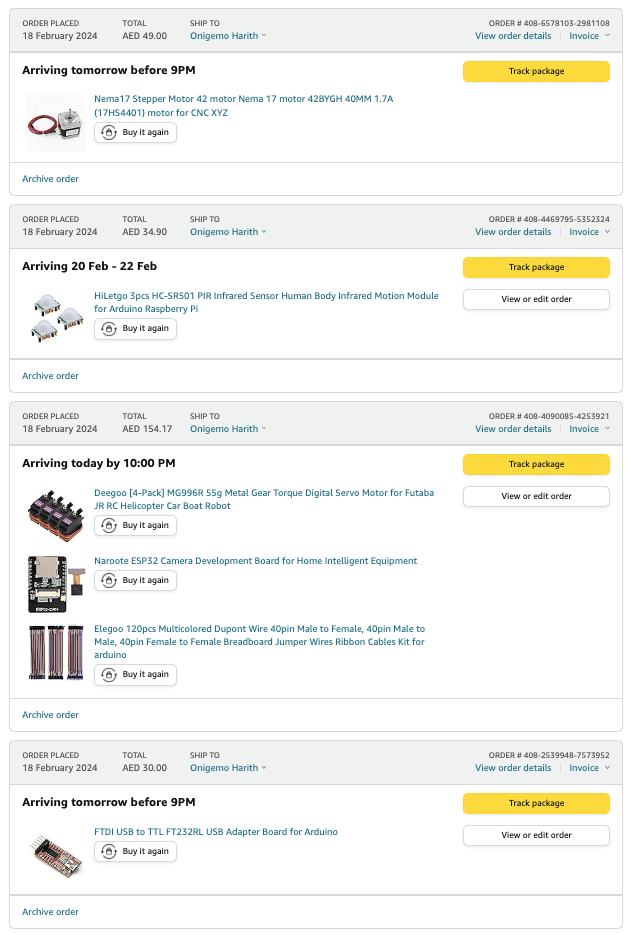 ORDER PLACED TOTAL SHIP TO ORDER # 408-6578103-2981108
18 February 2024 AED 49.00 Onigemo Harith View order details Invoice
Arriving tomorrow before 9PM
Track package
Nema17 Stepper Motor 42 motor Nema 17 motor 42BYGH 40MM 1.7A
(17HS4401) motor for CNC XYZ
Buy it again
Archive order
ORDER PLACED TOTAL SHIP TO ORDER # 408-4469795-5352324
18 February 2024 AED 34.90 Onigemo Harith View order details Invoice
Arriving 20 Feb - 22 Feb
Track package
HiLetgo 3pcs HC-SR501 PIR Infrared Sensor Human Body Infrared Motion Module
for Arduino Raspberry Pi
View or edit order
Buy it again
Archive order
ORDER PLACED TOTAL SHIP TO ORDER # 408-4090085-4253921
18 February 2024 AED 154.17 Onigemo Harith View order details Invoice
Arriving today by 10:00 PM
Track package
Deegoo [4-Pack] MG996R 55g Metal Gear Torque Digital Servo Motor for Futaba
JR RC Helicopter Car Boat Robot
View or edit order
Buy it again
Naroote ESP32 Camera Development Board for Home Intelligent Equipment
Buy it again
ESP32-CAM
Elegoo 120pcs Multicolored Dupont Wire 40pin Male to Female, 40pin Male to
Male, 40pin Female to Female Breadboard Jumper Wires Ribbon Cables Kit for
arduino
Buy it again
Archive order
ORDER PLACED TOTAL SHIP TO ORDER # 408-2539948-7573952
18 February 2024 AED 30.00 Onigemo Harith View order details Invoice
Arriving tomorrow before 9PM
Track package
FTDI USB to TTL FT232RL USB Adapter Board for Arduino
View or edit order
Buy it again
Archive order